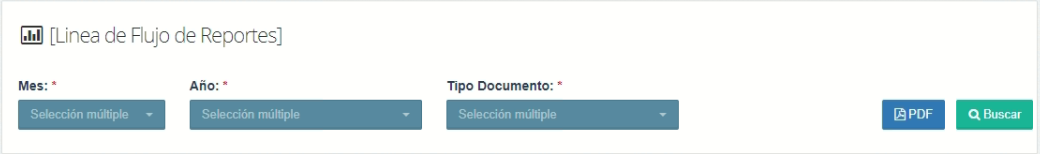 [Linea de Flujo de Reportes]
Mes: * Año: * Tipo Documento: *
Selección múltiple Selección múltiple Selección múltiple PDF Buscar